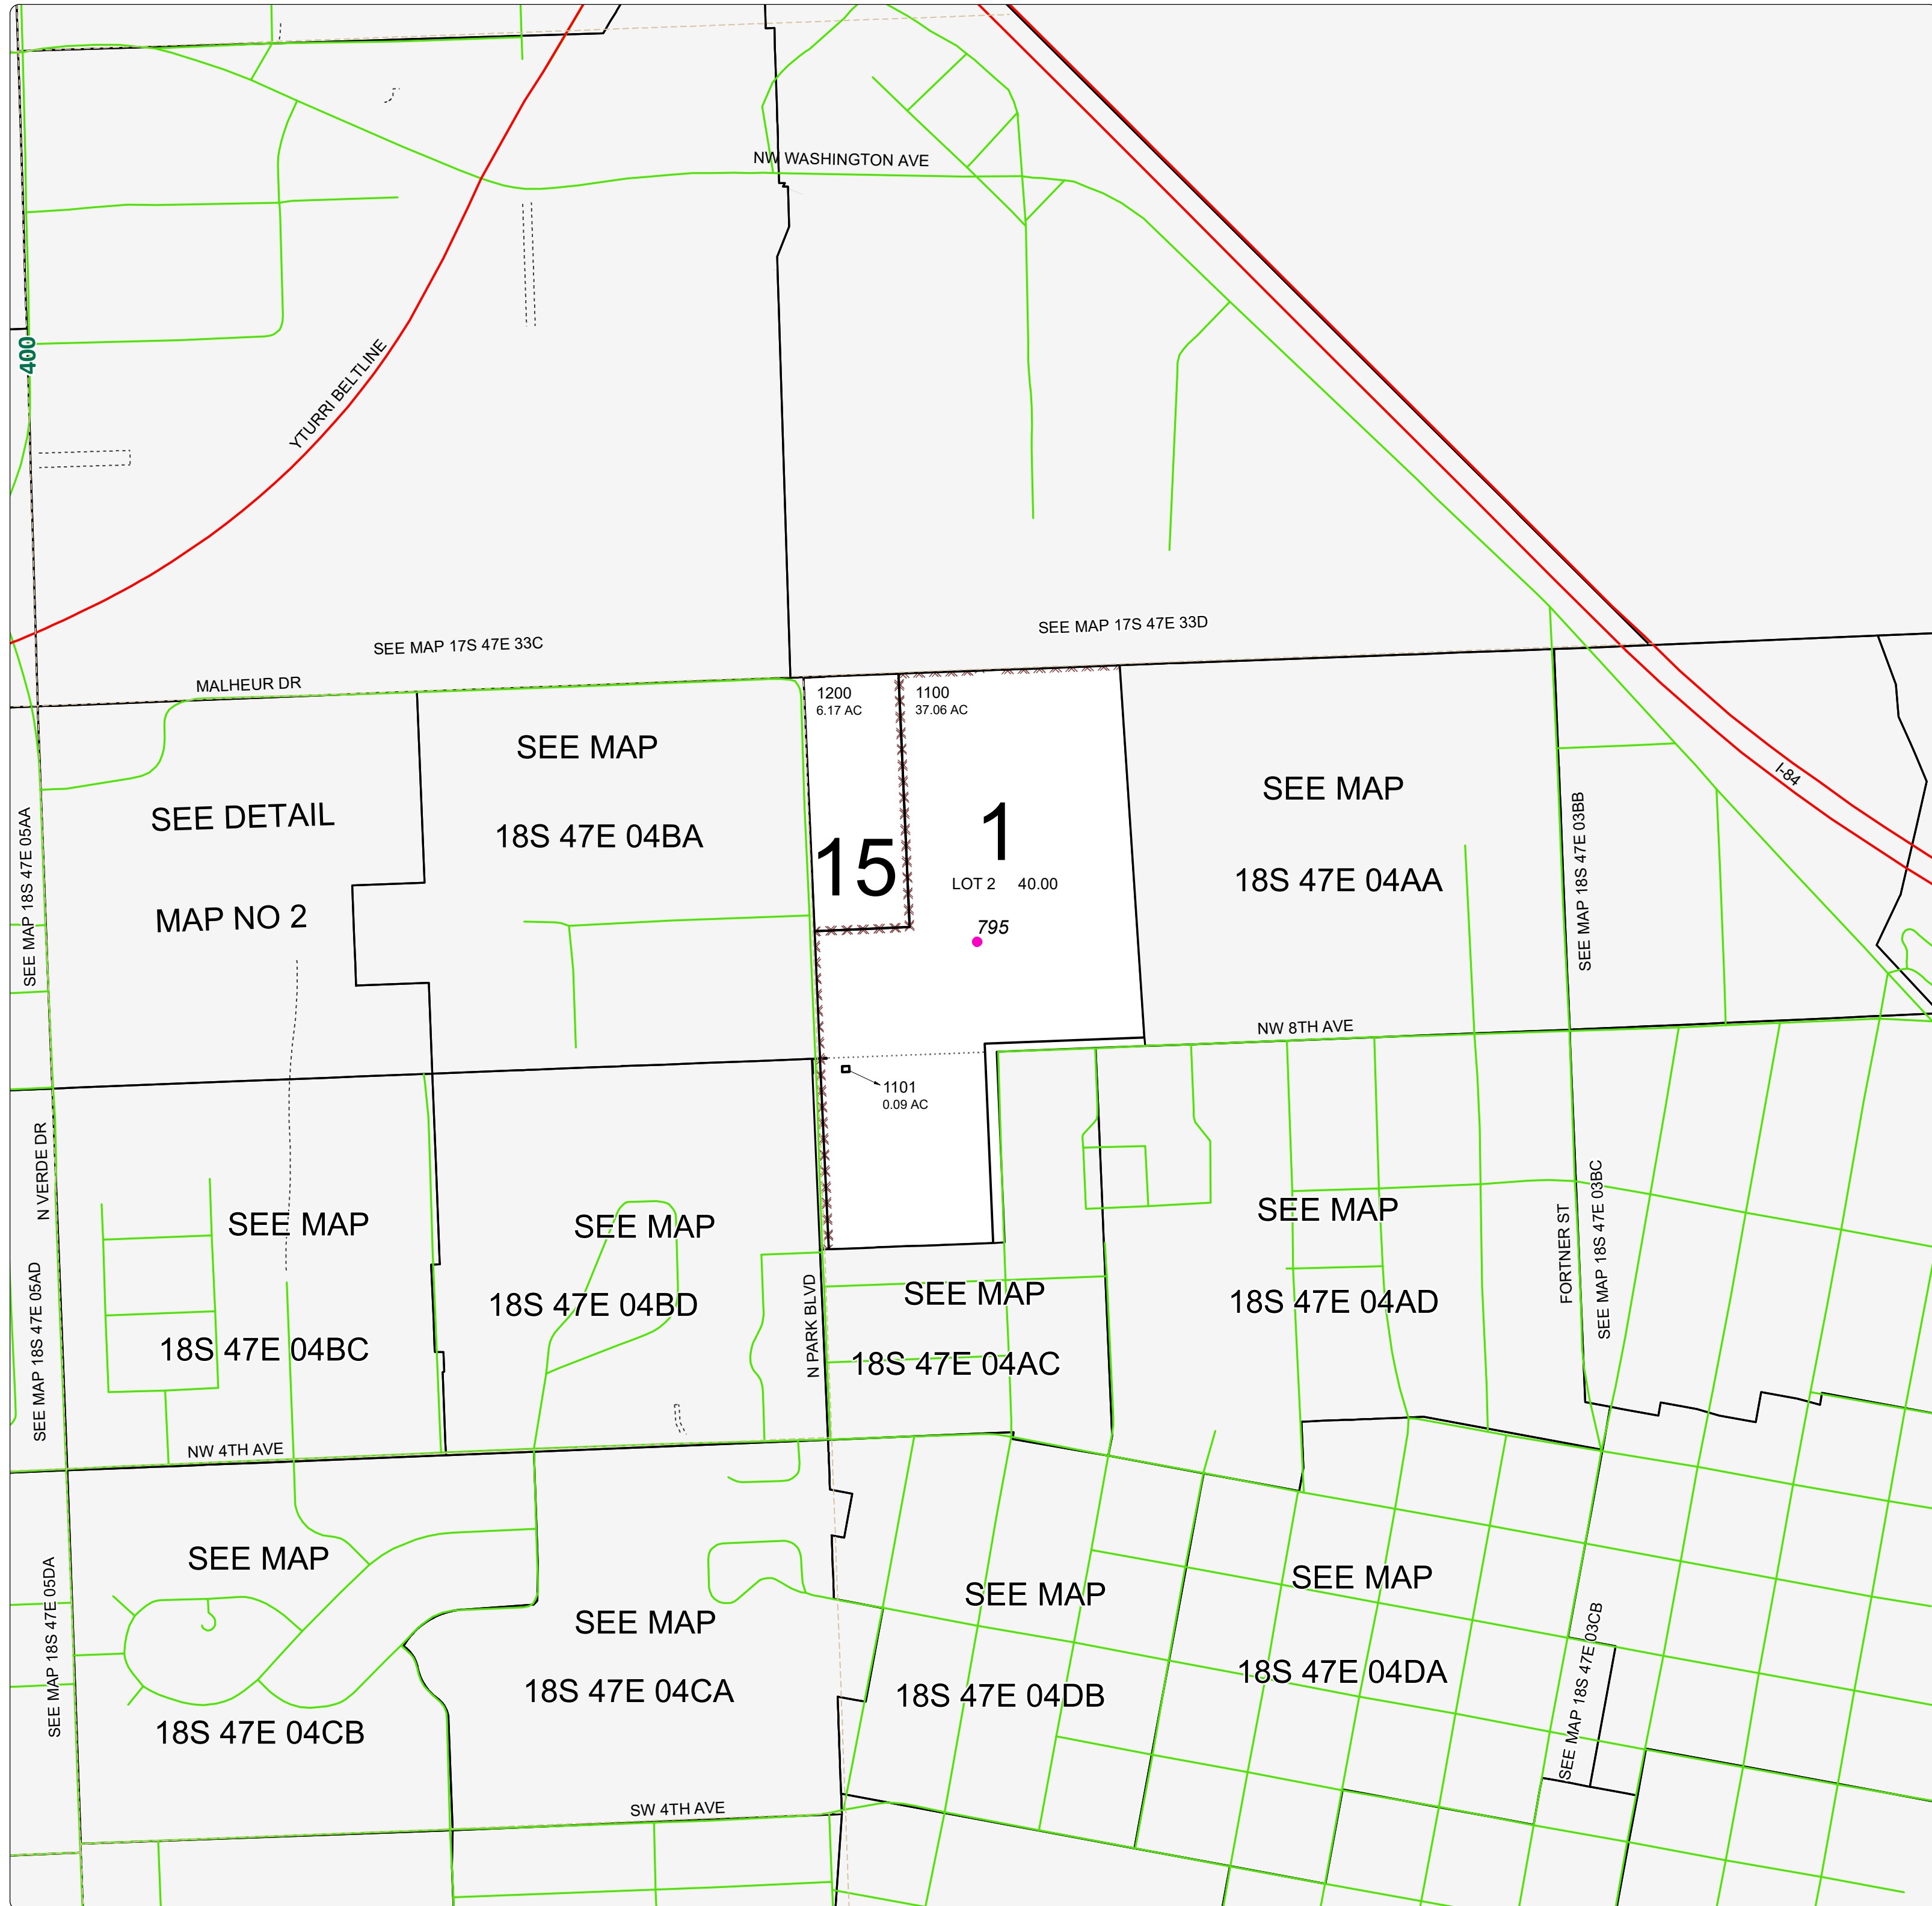 NW WASHINGTON AVE
400
YTURRI BELTLINE
SEE MAP 17S 47E 33C
SEE MAP 17S 47E 33D
MALHEUR DR
1200
6.17 AC
1100
37.06 AC
SEE MAP
18S 47E 04BA
SEE DETAIL
MAP NO 2
SEE MAP 18S 47E 05AA
15
1
LOT 2 40.00
795
SEE MAP
18S 47E 04AA
I-84
SEE MAP 18S 47E 03BB
NW 8TH AVE
1101
0.09 AC
N VERDE DR
SEE MAP 18S 47E 05AD
SEE MAP
18S 47E 04BC
SEE MAP
18S 47E 04BD
N PARK BLVD
SEE MAP
18S 47E 04AC
SEE MAP
18S 47E 04AD
FORTNER ST
SEE MAP 18S 47E 03BC
NW 4TH AVE
SEE MAP
18S 47E 04CB
SEE MAP 18S 47E 05DA
SEE MAP
18S 47E 04CA
SEE MAP
18S 47E 04DB
SEE MAP
18S 47E 04DA
SEE MAP 18S 47E 03CB
SW 4TH AVE